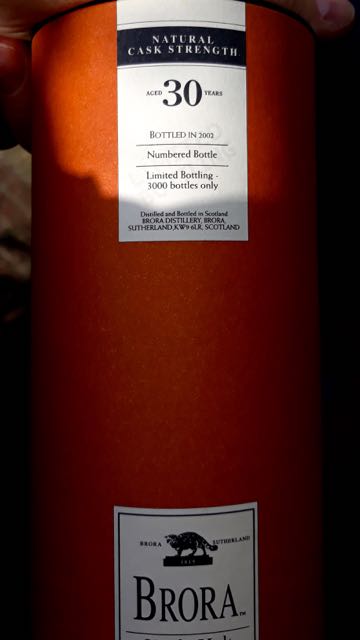 NATURAL
CASK STRENGTH
AGED 30 YEARS
BOTTLED IN 2002
Numbered Bottle
Limited Bottling -
3000 bottles only
Distilled and Bottled in Scotland
BRORA DISTILLERY, BRORA,
SUTHERLAND, KW9 6LR, SCOTLAND
BRORA SUTHERLAND
1819
BRORA™